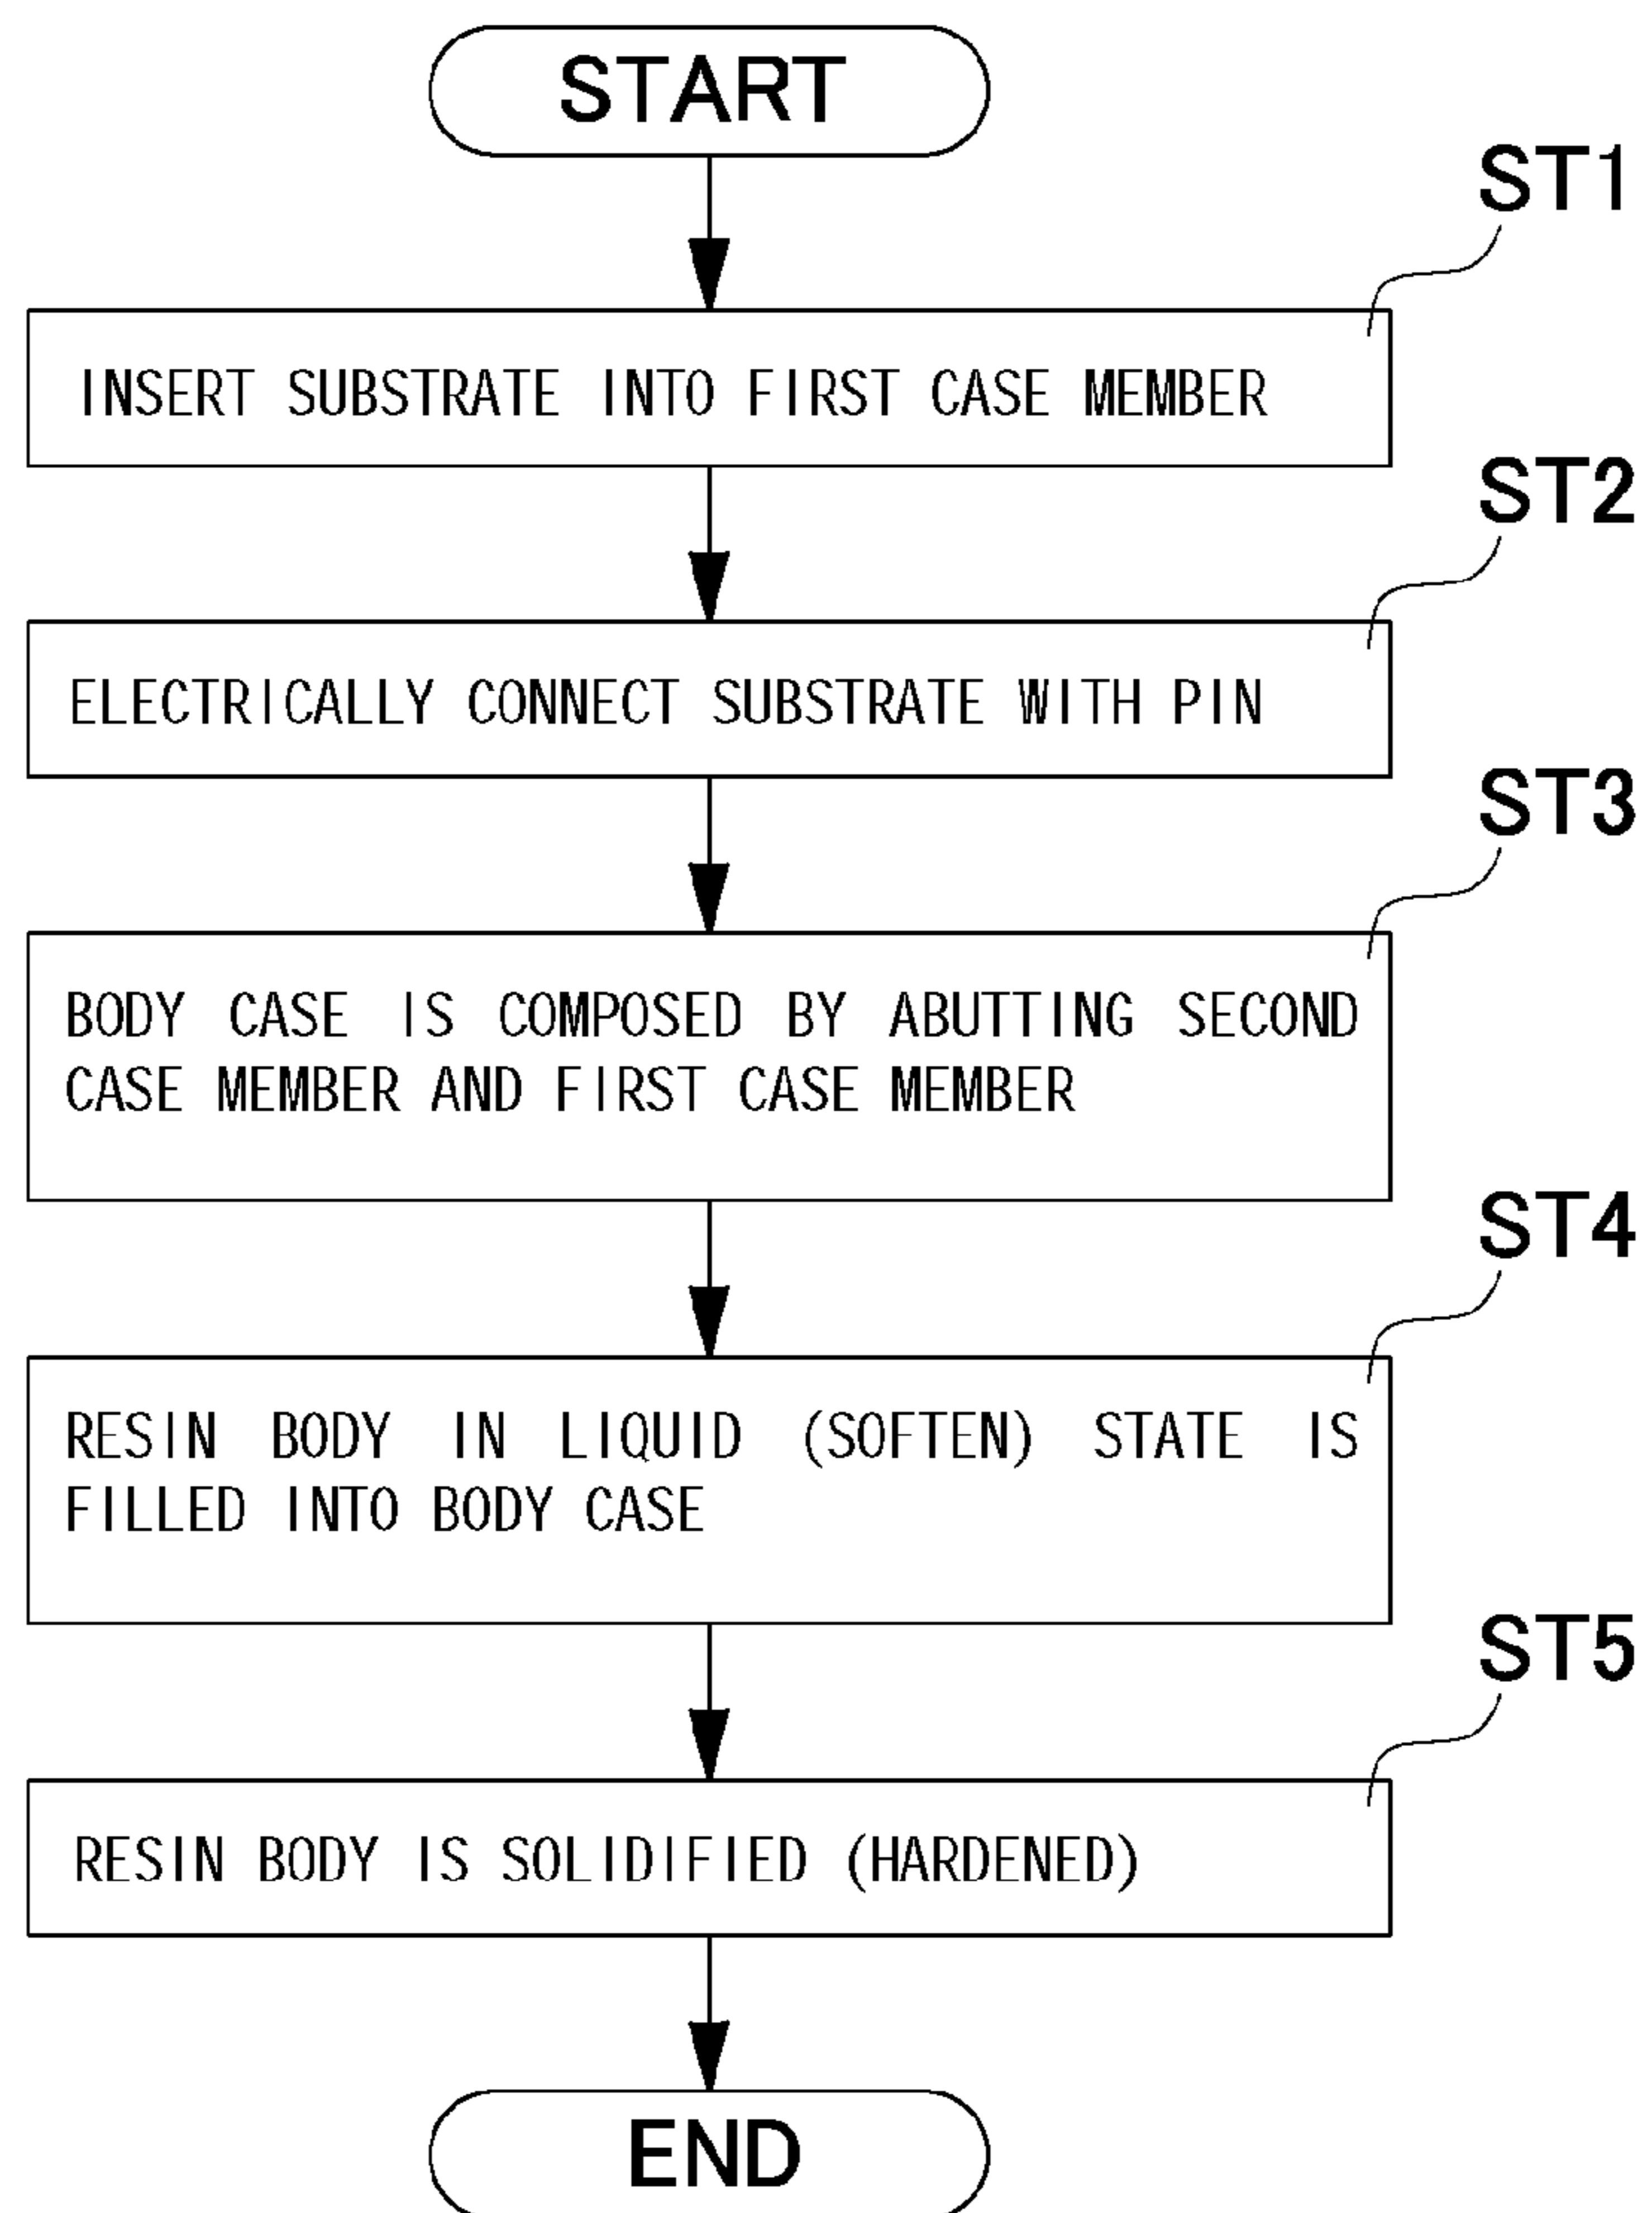 START
ST1
INSERT SUBSTRATE INTO FIRST CASE MEMBER
ST2
ELECTRICALLY CONNECT SUBSTRATE WITH PIN
ST3
BODY CASE IS COMPOSED BY ABUTTING SECOND
CASE MEMBER AND FIRST CASE MEMBER
ST4
RESIN BODY IN LIQUID (SOFTEN) STATE IS
FILLED INTO BODY CASE
ST5
RESIN BODY IS SOLIDIFIED (HARDENED)
END